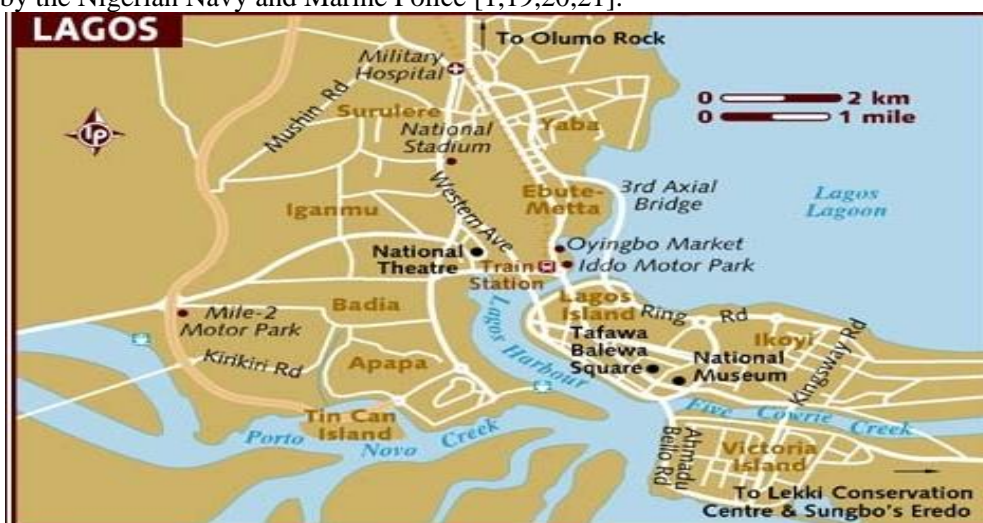 by the Nigerian Navy and Marine Police [1,19,20,21].
LAGOS
To Olumo Rock
Military
Hospital
0 2 km
0 1 mile
Mushin Rd
Surulere
National
Stadium
Yaba
Western Ave
Ebute-
Metta
3rd Axial
Bridge
Lagos
Lagoon
Iganmu
National
Theatre
Oyingbo Market
Train
Station
Iddo Motor Park
Badia
Mile-2
Motor Park
Lagos
Island
Ring Rd
Lagos Harbour
Tafawa
Balewa
Square
Ikoyi
Kingsway Rd
National
Museum
Kirikiri Rd
Apapa
Tin Can
Island
Porto Novo Creek
Five Cowrie Creek
Ahmadu
Bello Rd
Victoria
Island
To Lekki Conservation
Centre & Sungbo's Eredo